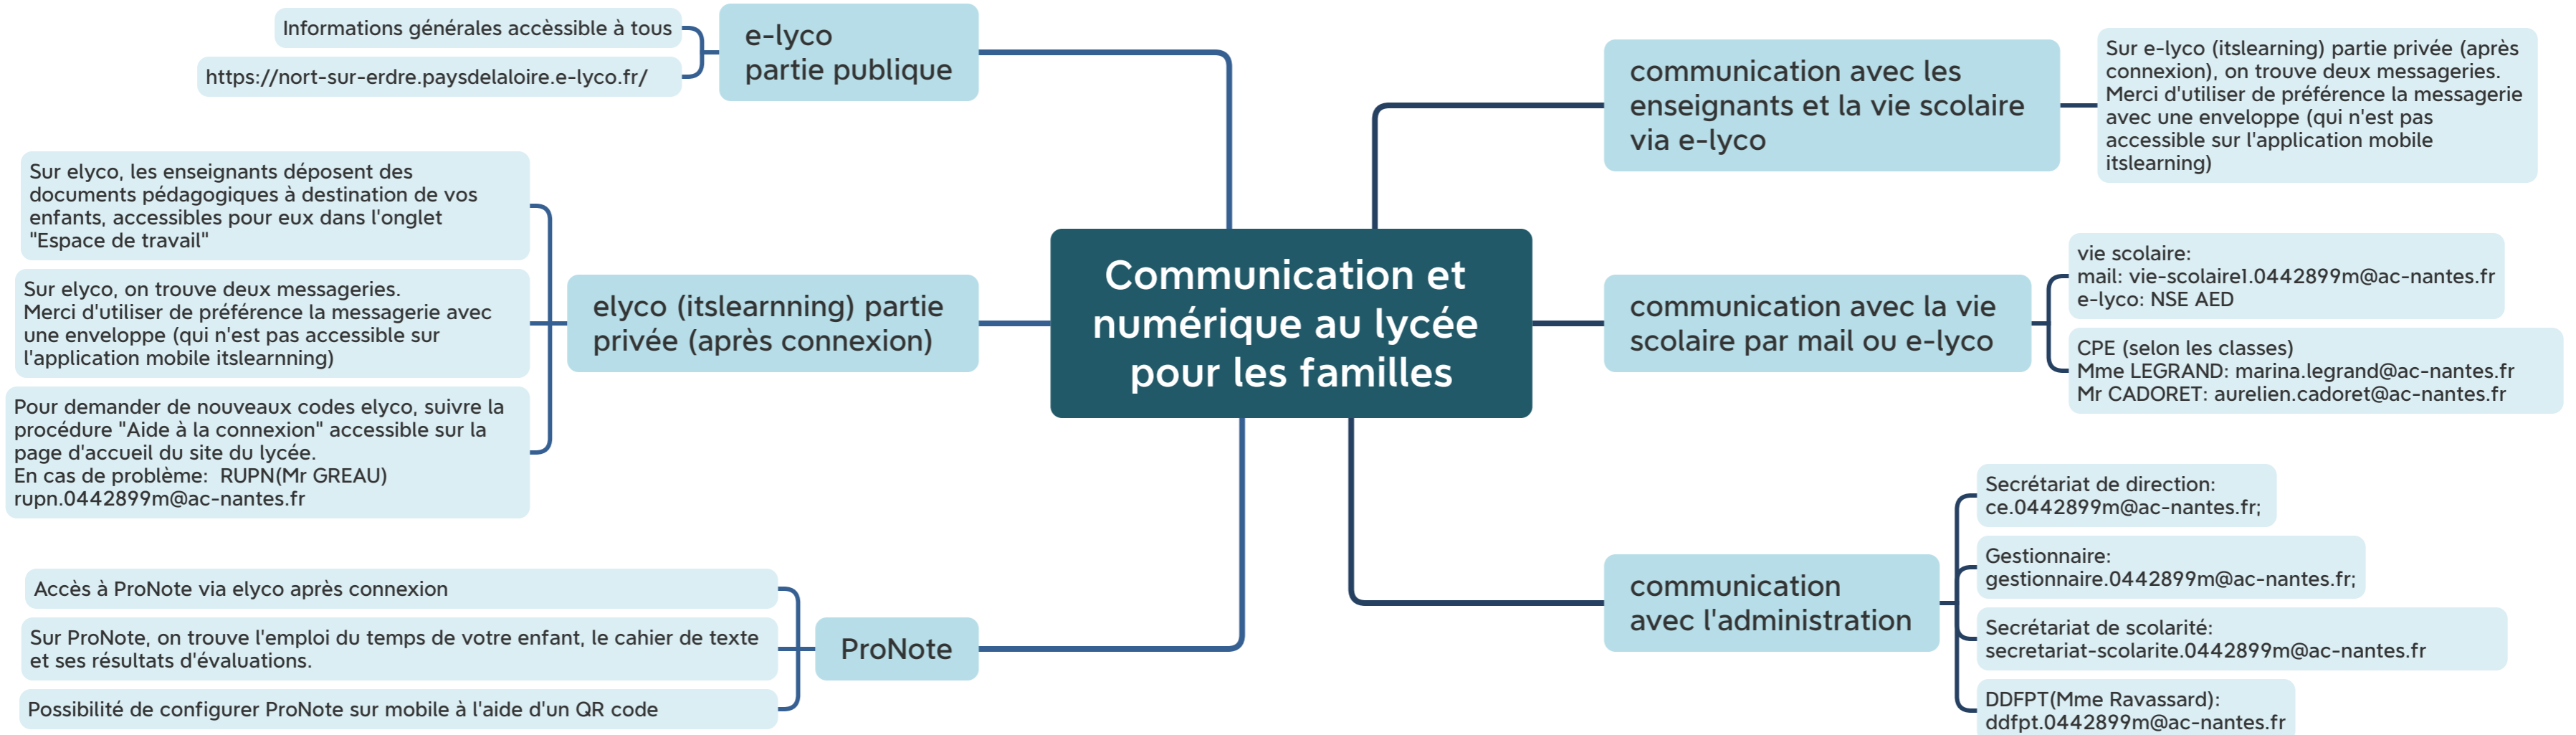 Communication et
numérique au lycée
pour les familles
e-lyco
partie publique
Informations générales accèssible à tous
https://nort-sur-erdre.paysdelaloire.e-lyco.fr/
elyco (itslearnning) partie
privée (après connexion)
Sur elyco, les enseignants déposent des
documents pédagogiques à destination de vos
enfants, accessibles pour eux dans l'onglet
"Espace de travail"
Sur elyco, on trouve deux messageries.
Merci d'utiliser de préférence la messagerie avec
une enveloppe (qui n'est pas accessible sur
l'application mobile itslearnning)
Pour demander de nouveaux codes elyco, suivre la
procédure "Aide à la connexion" accessible sur la
page d'accueil du site du lycée.
En cas de problème:  RUPN(Mr GREAU)
rupn.0442899m@ac-nantes.fr
ProNote
Accès à ProNote via elyco après connexion
Sur ProNote, on trouve l'emploi du temps de votre enfant, le cahier de texte
et ses résultats d'évaluations.
Possibilité de configurer ProNote sur mobile à l'aide d'un QR code
communication avec les
enseignants et la vie scolaire
via e-lyco
Sur e-lyco (itslearning) partie privée (après
connexion), on trouve deux messageries.
Merci d'utiliser de préférence la messagerie
avec une enveloppe (qui n'est pas
accessible sur l'application mobile
itslearning)
communication avec la vie
scolaire par mail ou e-lyco
vie scolaire:
mail: vie-scolaire1.0442899m@ac-nantes.fr
e-lyco: NSE AED
CPE (selon les classes)
Mme LEGRAND: marina.legrand@ac-nantes.fr
Mr CADORET: aurelien.cadoret@ac-nantes.fr
communication
avec l'administration
Secrétariat de direction:
ce.0442899m@ac-nantes.fr;
Gestionnaire:
gestionnaire.0442899m@ac-nantes.fr;
Secrétariat de scolarité:
secretariat-scolarite.0442899m@ac-nantes.fr
DDFPT(Mme Ravassard):
ddfpt.0442899m@ac-nantes.fr